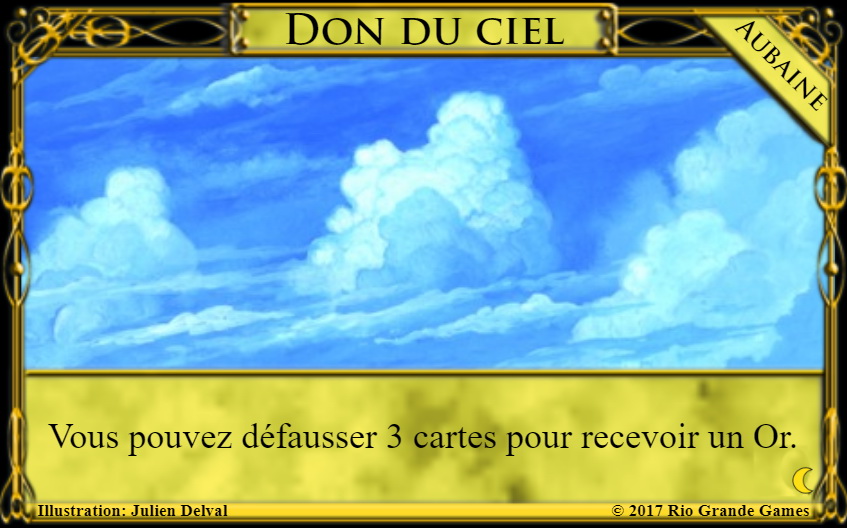 Don du ciel
Aubaine
Vous pouvez défausser 3 cartes pour recevoir un Or.
Illustration: Julien Delval
© 2017 Rio Grande Games